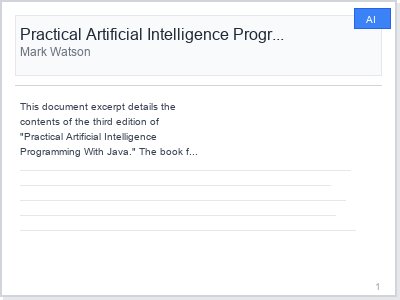 AI
Practical Artificial Intelligence Progr...
Mark Watson
This document excerpt details the
contents of the third edition of
"Practical Artificial Intelligence
Programming With Java." The book f...
1